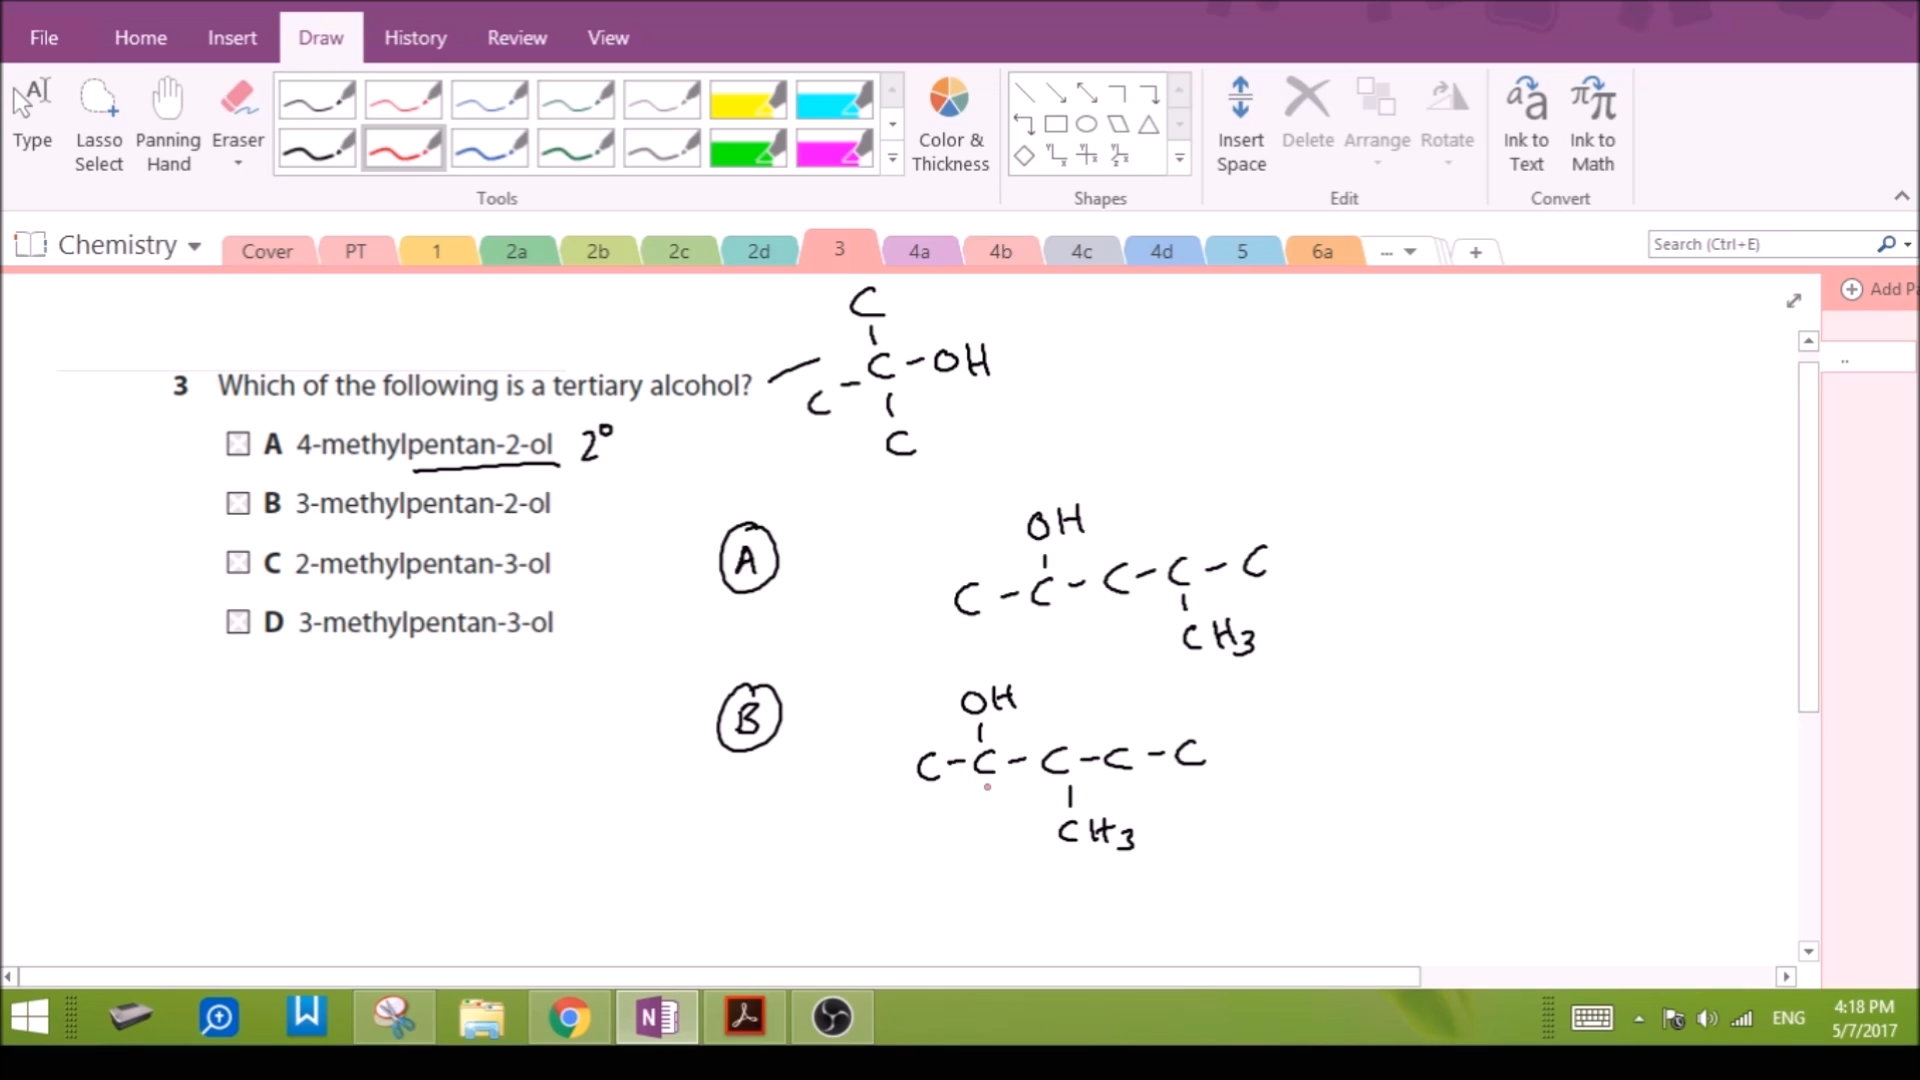 File Home Insert Draw History Review View
Type Lasso Select Panning Hand Eraser Color & Thickness Insert Space Delete Arrange Rotate Ink to Text Ink to Math
Tools Shapes Edit Convert
Chemistry Cover PT 1 2a 2b 2c 2d 3 4a 4b 4c 4d 5 6a ... + Search (Ctrl+E)
Add P
..
C
C - OH
C
C
3 Which of the following is a tertiary alcohol?
A 4-methylpentan-2-ol 2°
B 3-methylpentan-2-ol
C 2-methylpentan-3-ol
D 3-methylpentan-3-ol
A
OH
C - C - C - C - C
CH3
B
OH
C - C - C - C - C
CH3
W N ENG 4:18 PM
5/7/2017